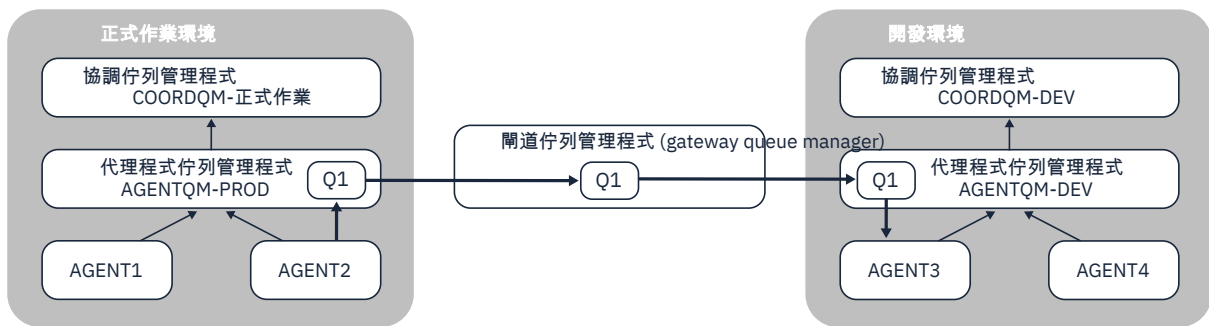 正式作業環境
協調佇列管理程式
COORDQM-正式作業
代理程式佇列管理程式
AGENTQM-PROD
Q1
AGENT1
AGENT2
閘道佇列管理程式 (gateway queue manager)
Q1
開發環境
協調佇列管理程式
COORDQM-DEV
Q1
代理程式佇列管理程式
AGENTQM-DEV
AGENT3
AGENT4